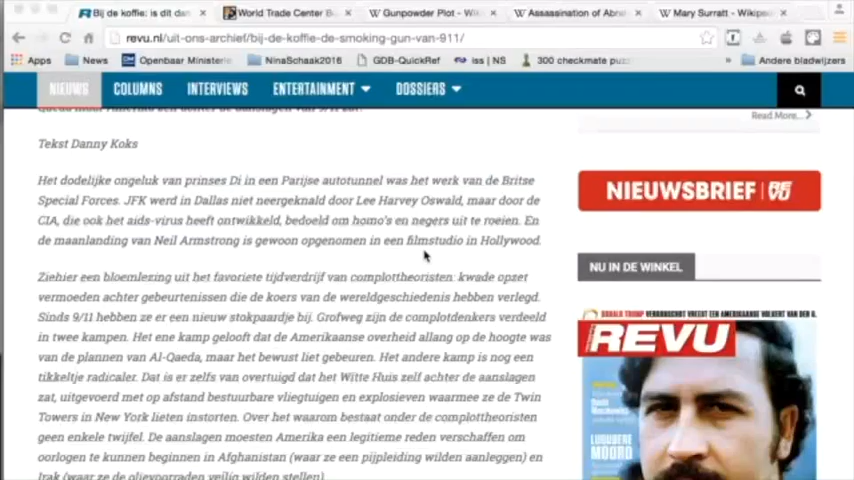 Bij de koffie: is dit dan
World Trade Center B
Gunpowder Plot - Wik
Assassination of Abra
Mary Surratt - Wikipe
revu.nl/uit-ons-archief/bij-de-koffie-de-smoking-gun-van-911/
Apps
News
Openbaar Ministerie
NinaSchaak2016
GDB-QuickRef
iss | NS
300 checkmate puz
» Andere bladwijzers
NIEUWS
COLUMNS
INTERVIEWS
ENTERTAINMENT
DOSSIERS
Read More...
Tekst Danny Koks
Het dodelijke ongeluk van prinses Di in een Parijse autotunnel was het werk van de Britse
Special Forces. JFK werd in Dallas niet neergeknald door Lee Harvey Oswald, maar door de
CIA, die ook het aids-virus heeft ontwikkeld, bedoeld om homo's en negers uit te roeien. En
de maanlanding van Neil Armstrong is gewoon opgenomen in een filmstudio in Hollywood.
Ziehier een bloemlezing uit het favoriete tijdverdrijf van complottheoristen: kwade opzet
vermoeden achter gebeurtenissen die de koers van de wereldgeschiedenis hebben verlegd.
Sinds 9/11 hebben ze er een nieuw stokpaardje bij. Grofweg zijn de complotdenkers verdeeld
in twee kampen. Het ene kamp gelooft dat de Amerikaanse overheid allang op de hoogte was
van de plannen van Al-Qaeda, maar het bewust liet gebeuren. Het andere kamp is nog een
tikkeltje radicaler. Dat is er zelfs van overtuigd dat het Witte Huis zelf achter de aanslagen
zat, uitgevoerd met op afstand bestuurbare vliegtuigen en explosieven waarmee ze de Twin
Towers in New York lieten instorten. Over het waarom bestaat onder de complottheoristen
geen enkele twijfel. De aanslagen moesten Amerika een legitieme reden verschaffen om
oorlogen te kunnen beginnen in Afghanistan (waar ze een pijpleiding wilden aanleggen) en
Irak (waar ze de olievoorraden veilig wilden stellen)
NIEUWSBRIEF
NU IN DE WINKEL
REVU
LUGUBERE
MOORD